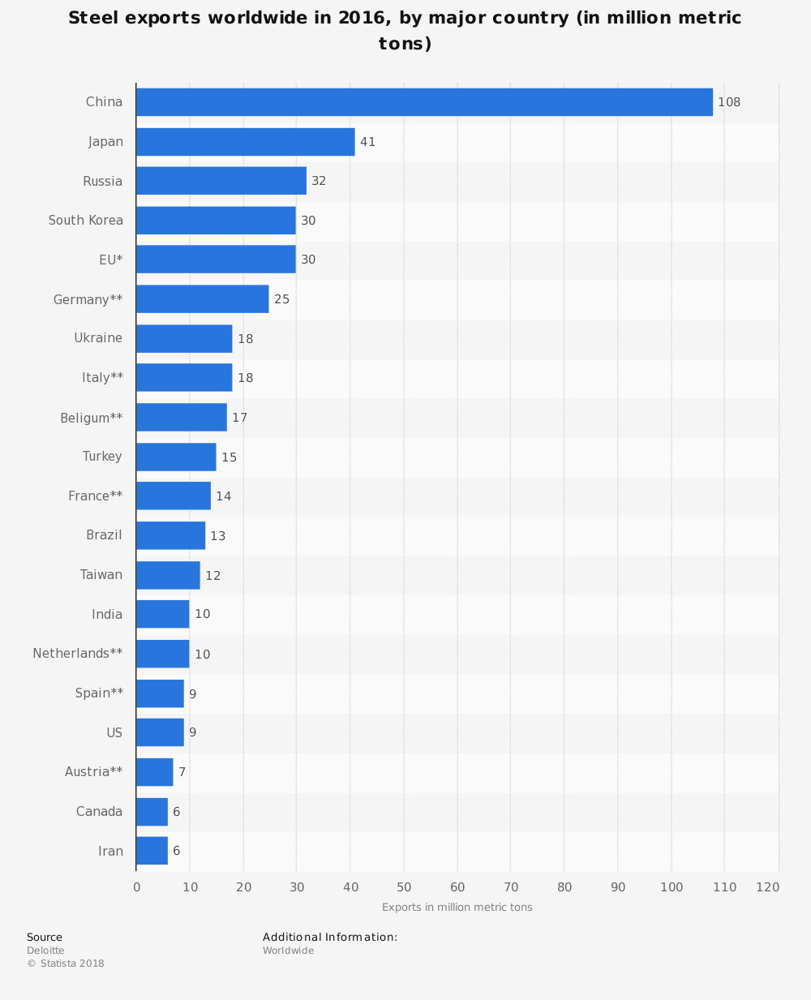 Steel exports worldwide in 2016, by major country (in million metric
tons)
China 108
Japan 41
Russia 32
South Korea 30
EU* 30
Germany** 25
Ukraine 18
Italy** 18
Beligum** 17
Turkey 15
France** 14
Brazil 13
Taiwan 12
India 10
Netherlands** 10
Spain** 9
US 9
Austria** 7
Canada 6
Iran 6
0 10 20 30 40 50 60 70 80 90 100 110 120
Exports in million metric tons
Source
Deloitte
© Statista 2018
Additional Information:
Worldwide